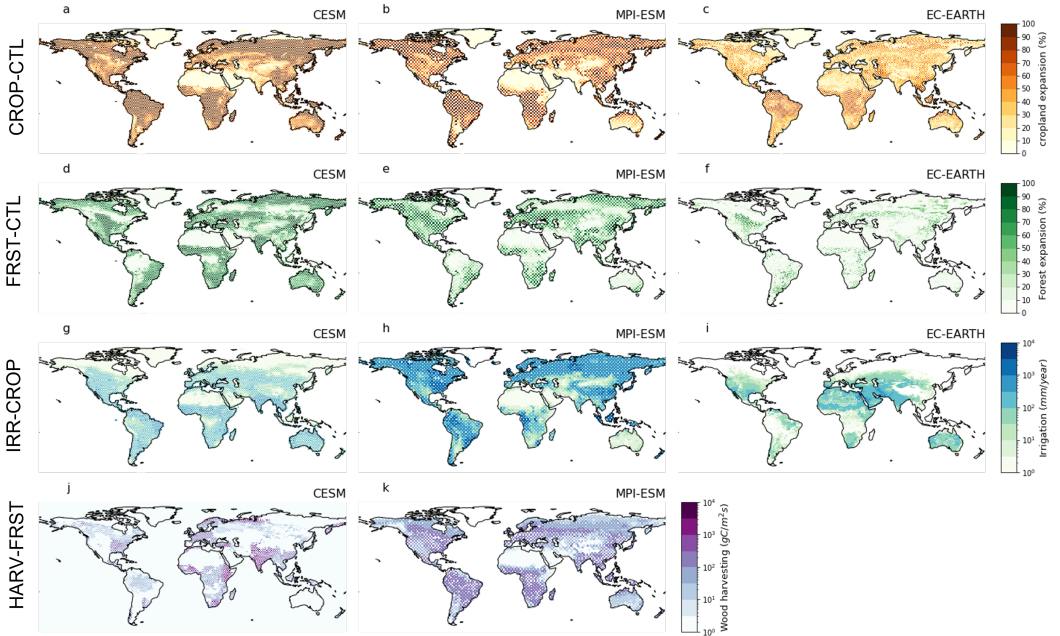 a
CESM
b
MPI-ESM
c
EC-EARTH
CROP-CTL
100
90
80
70
60
50
40
30
20
10
0
cropland expansion (%)
d
CESM
e
MPI-ESM
f
EC-EARTH
FRST-CTL
100
90
80
70
60
50
40
30
20
10
0
Forest expansion (%)
g
CESM
h
MPI-ESM
i
EC-EARTH
IRR-CROP
10⁴
10³
10²
10¹
10⁰
Irrigation (mm/year)
j
CESM
k
MPI-ESM
HARV-FRST
10⁴
10³
10²
10¹
10⁰
Wood harvesting (gC/m²s)